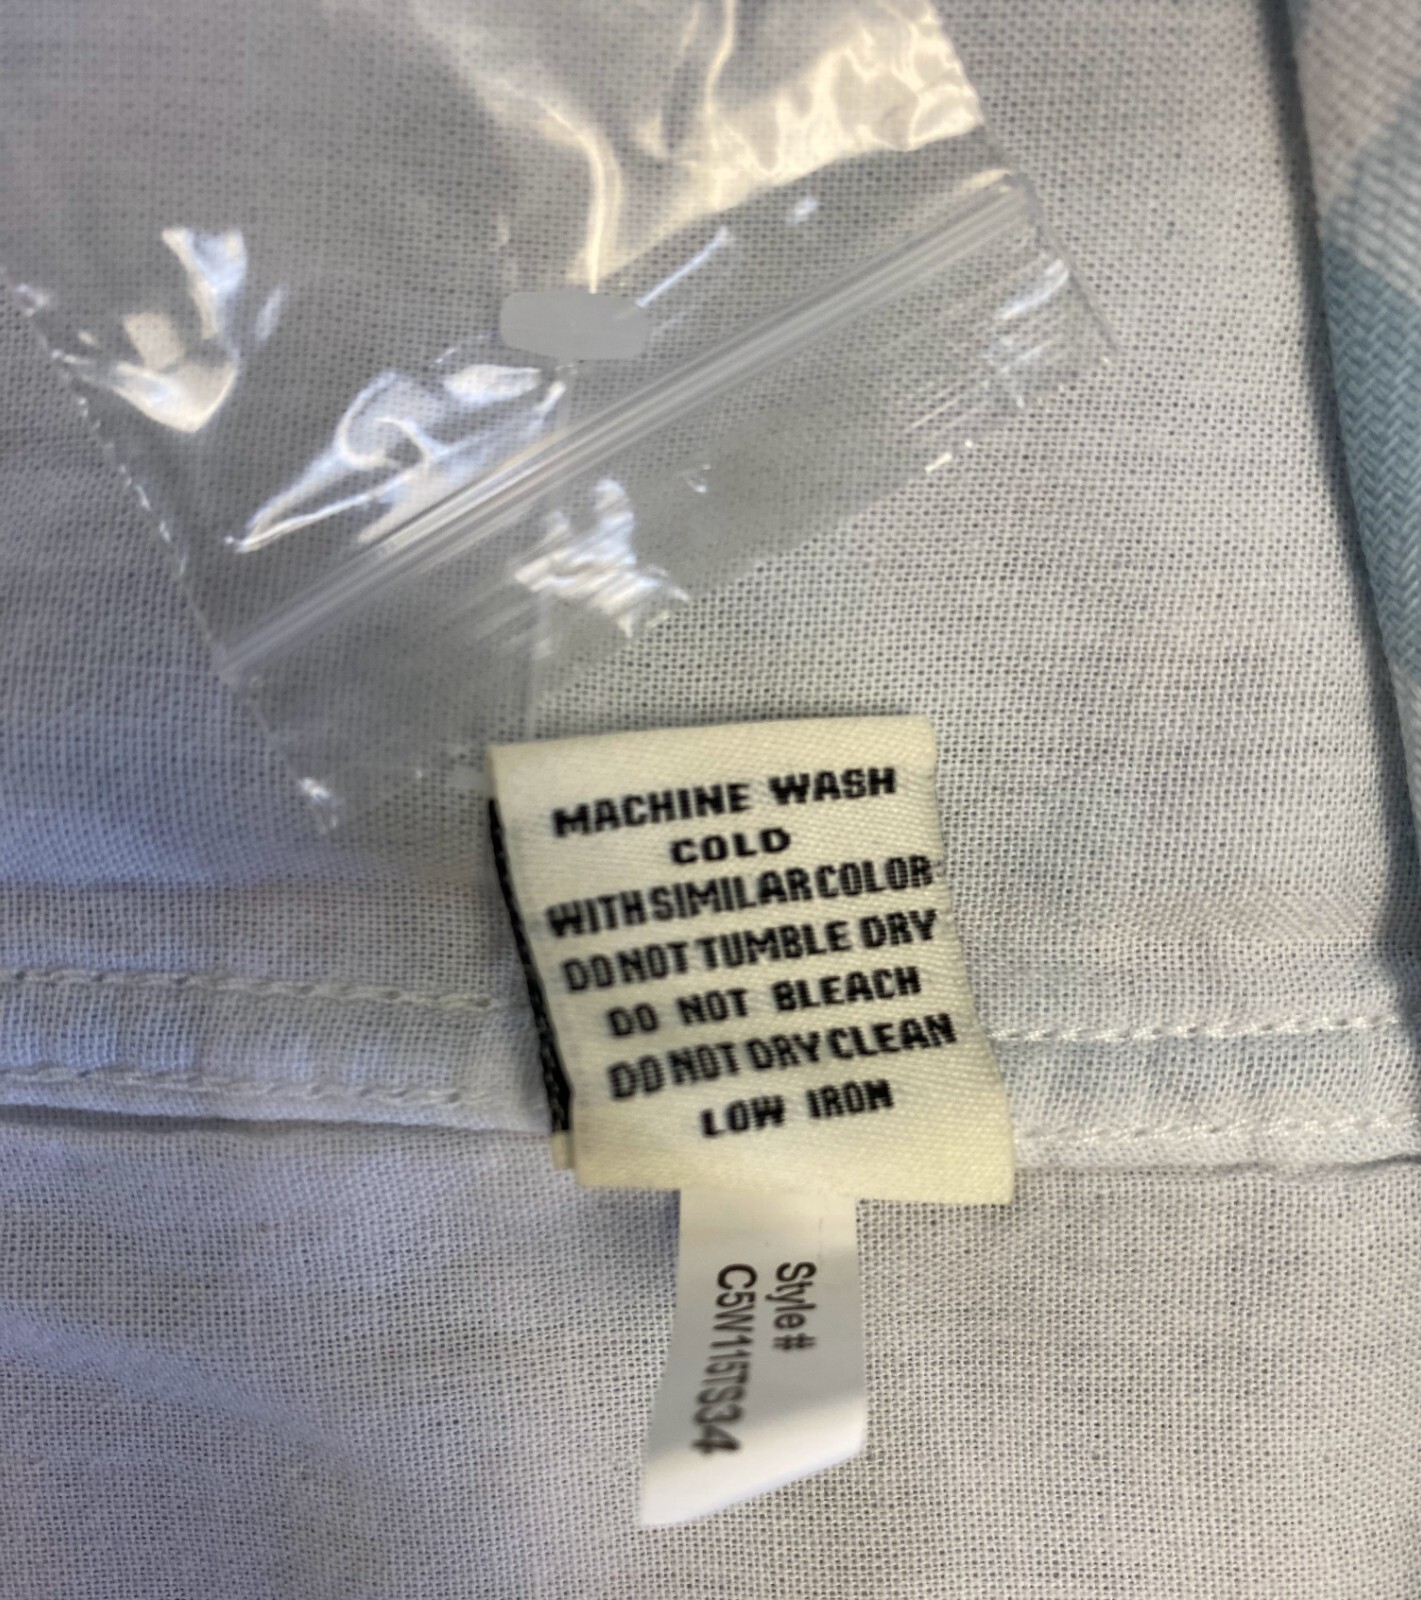 MACHINE WASH
COLD
WITH SIMILAR COLOR
DO NOT TUMBLE DRY
DO NOT BLEACH
DO NOT DRY CLEAN
LOW IRON
Style#
C5W115TS34